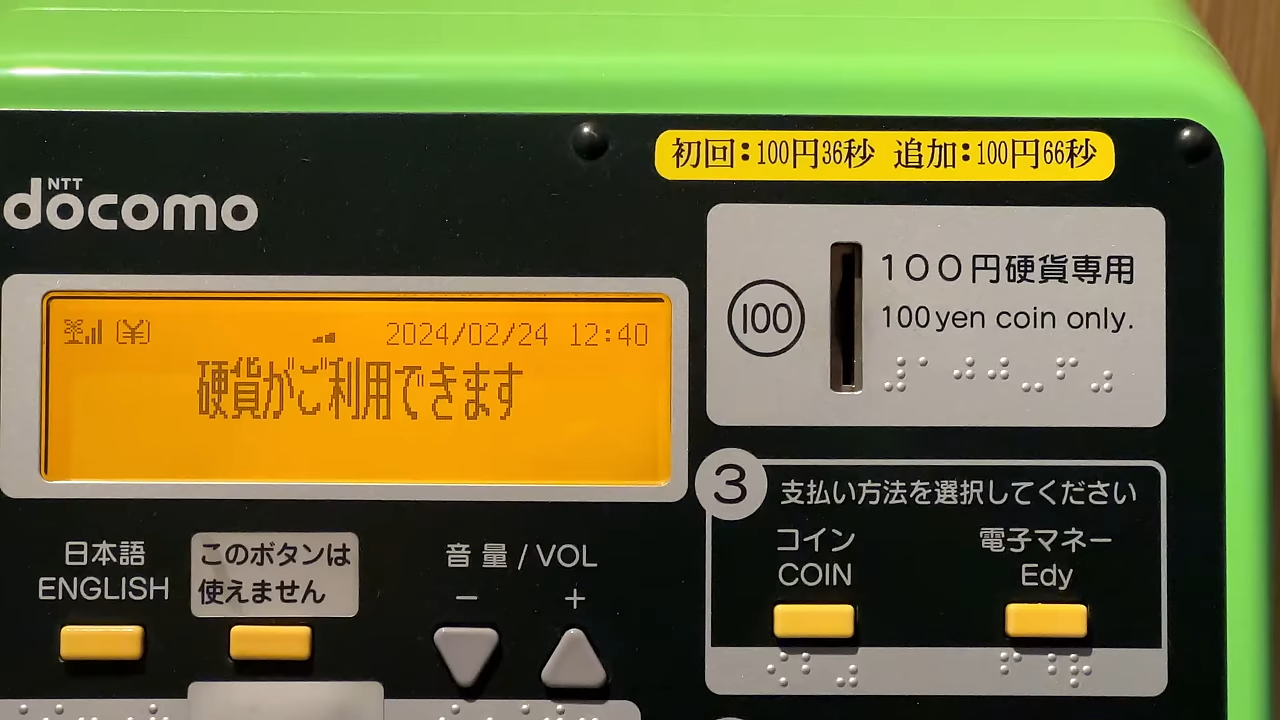 初回：100円36秒 追加：100円66秒
NTT
docomo
100
１００円硬貨専用
100yen coin only.
(¥) 2024/02/24 12:40
硬貨がご利用できます
3 支払い方法を選択してください
コイン
COIN
電子マネー
Edy
日本語
ENGLISH
このボタンは
使えません
音量/VOL
− +